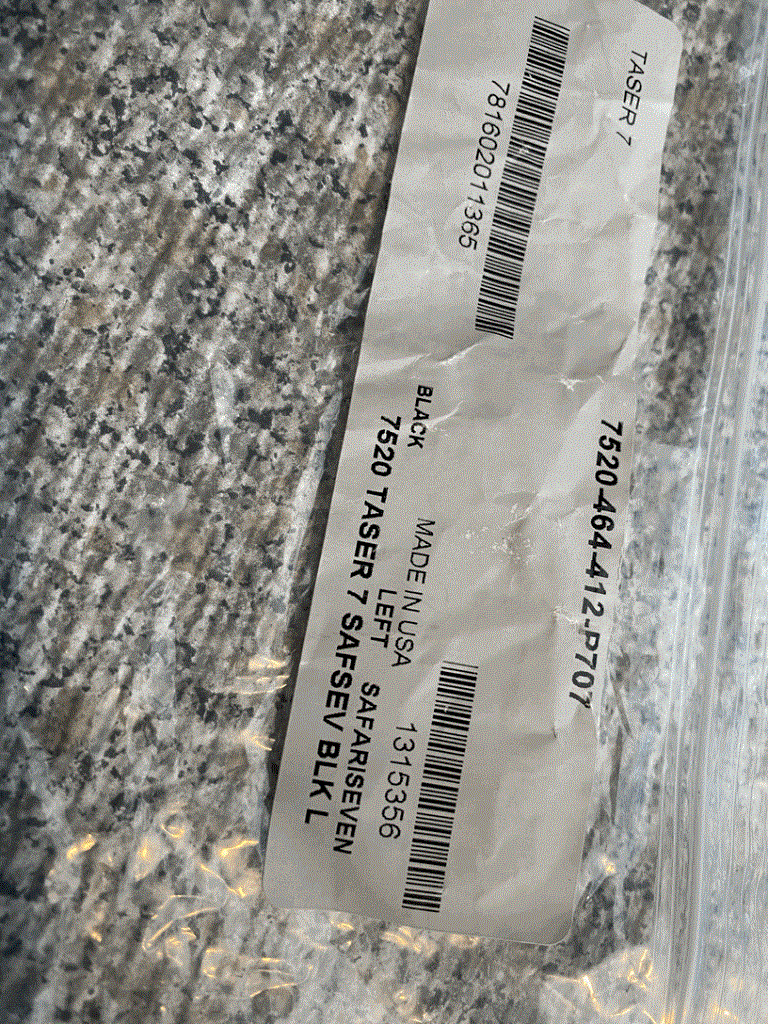 TASER 7
781602011365
7520-464-412-P707
BLACK
MADE IN USA
1315356
LEFT
SAFARISEVEN
7520 TASER 7 SAFSEV BLK L